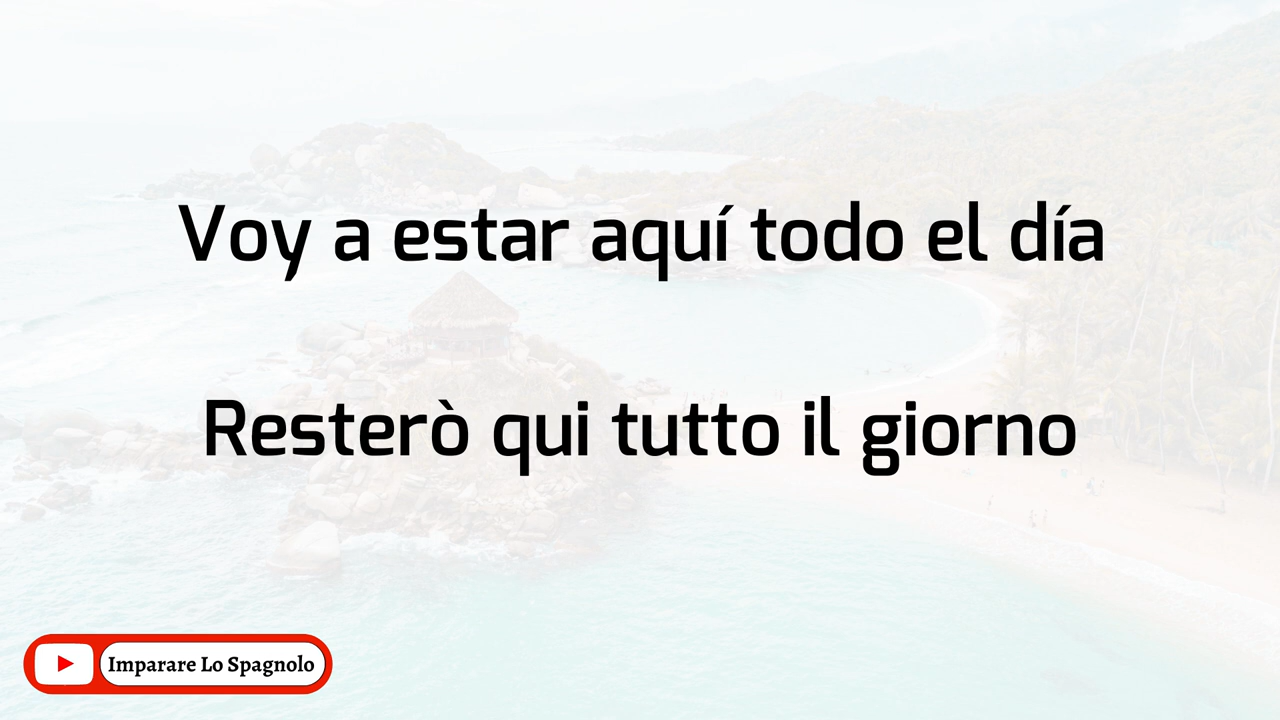 Voy a estar aquí todo el día
Resterò qui tutto il giorno
Imparare Lo Spagnolo